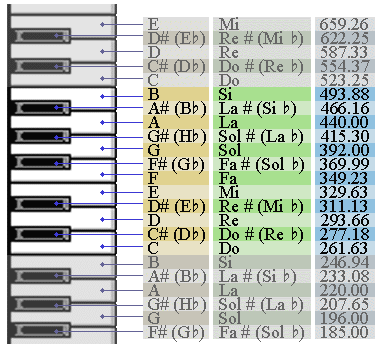 E Mi 659.26
D# (E♭) Re # (Mi ♭) 622.25
D Re 587.33
C# (D♭) Do # (Re ♭) 554.37
C Do 523.25
B Si 493.88
A# (B♭) La # (Si ♭) 466.16
A La 440.00
G# (H♭) Sol # (La ♭) 415.30
G Sol 392.00
F# (G♭) Fa # (Sol ♭) 369.99
F Fa 349.23
E Mi 329.63
D# (E♭) Re # (Mi ♭) 311.13
D Re 293.66
C# (D♭) Do # (Re ♭) 277.18
C Do 261.63
B Si 246.94
A# (B♭) La # (Si ♭) 233.08
A La 220.00
G# (H♭) Sol # (La ♭) 207.65
G Sol 196.00
F# (G♭) Fa # (Sol ♭) 185.00